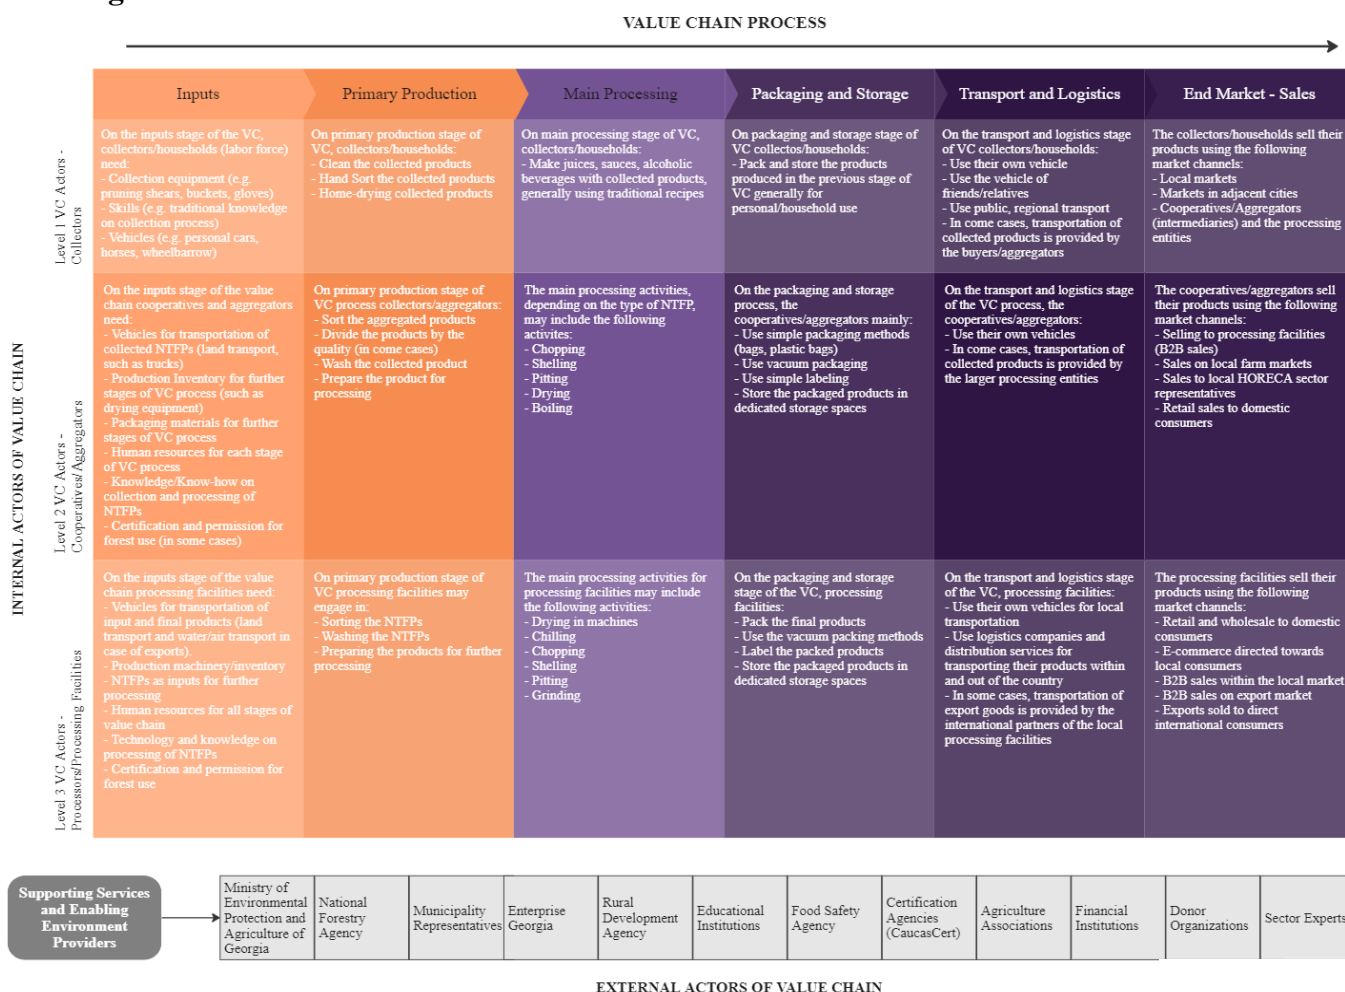 VALUE CHAIN PROCESS
Inputs
Primary Production
Main Processing
Packaging and Storage
Transport and Logistics
End Market - Sales
INTERNAL ACTORS OF VALUE CHAIN
Level 1 VC Actors -
Collectors
On the inputs stage of the VC,
collectors/households (labor force)
need:
- Collection equipment (e.g.
pruning shears, buckets, gloves)
- Skills (e.g. traditional knowledge
on collection process)
- Vehicles (e.g. personal cars,
horses, wheelbarrow)
On primary production stage of
VC, collectors/households:
- Clean the collected products
- Hand Sort the collected products
- Home-drying collected products
On main processing stage of VC,
collectors/households:
- Make juices, sauces, alcoholic
beverages with collected products,
generally using traditional recipes
On packaging and storage stage of
VC collectos/households:
- Pack and store the products
produced in the previous stage of
VC generally for
personal/household use
On the transport and logistics stage
of VC collectors/households:
- Use their own vehicle
- Use the vehicle of
friends/relatives
- Use public, regional transport
- In come cases, transportation of
collected products is provided by
the buyers/aggregators
The collectors/households sell their
products using the following
market channels:
- Local markets
- Markets in adjacent cities
- Cooperatives/Aggregators
(intermediaries) and the processing
entities
Level 2 VC Actors -
Cooperatives/Aggregators
On the inputs stage of the value
chain cooperatives and aggregators
need:
- Vehicles for transportation of
collected NTFPs (land transport,
such as trucks)
- Production Inventory for further
stages of VC process (such as
drying equipment)
- Packaging materials for further
stages of VC process
- Human resources for each stage
of VC process
- Knowledge/Know-how on
collection and processing of
NTFPs
- Certification and permission for
forest use (in some cases)
On primary production stage of
VC process collectors/aggregators:
- Sort the aggregated products
- Divide the products by the
quality (in come cases)
- Wash the collected product
- Prepare the product for
processing
The main processing activities,
depending on the type of NTFP,
may include the following
activites:
- Chopping
- Shelling
- Pitting
- Drying
- Boiling
On the packaging and storage
process, the
cooperatives/aggregators mainly:
- Use simple packaging methods
(bags, plastic bags)
- Use vacuum packaging
- Use simple labeling
- Store the packaged products in
dedicated storage spaces
On the transport and logistics stage
of the VC process, the
cooperatives/aggregators:
- Use their own vehicles
- In come cases, transportation of
collected products is provided by
the larger processing entities
The cooperatives/aggregators sell
their products using the following
market channels:
- Selling to processing facilities
(B2B sales)
- Sales on local farm markets
- Sales to local HORECA sector
representatives
- Retail sales to domestic
consumers
Level 3 VC Actors -
Processors/Processing Facilities
On the inputs stage of the value
chain processing facilities need:
- Vehicles for transportation of
input and final products (land
transport and water/air transport in
case of exports).
- Production machinery/inventory
- NTFPs as inputs for further
processing
- Human resources for all stages of
value chain
- Technology and knowledge on
processing of NTFPs
- Certification and permission for
forest use
On primary production stage of
VC processing facilities may
engage in:
- Sorting the NTFPs
- Washing the NTFPs
- Preparing the products for further
processing
The main processing activities for
processing facilities may include
the following activities:
- Drying in machines
- Chilling
- Chopping
- Shelling
- Pitting
- Grinding
On the packaging and storage
stage of the VC, processing
facilities:
- Pack the final products
- Use the vacuum packing methods
- Label the packed products
- Store the packaged products in
dedicated storage spaces
On the transport and logistics stage
of the VC, processing facilities:
- Use their own vehicles for local
transportation
- Use logistics companies and
distribution services for
transporting their products within
and out of the country
- In some cases, transportation of
export goods is provided by the
international partners of the local
processing facilities
The processing facilities sell their
products using the following
market channels:
- Retail and wholesale to domestic
consumers
- E-commerce directed towards
local consumers
- B2B sales within the local market
- B2B sales on export market
- Exports sold to direct
international consumers
Supporting Services
and Enabling
Environment
Providers
Ministry of
Environmental
Protection and
Agriculture of
Georgia
National
Forestry
Agency
Municipality
Representatives
Enterprise
Georgia
Rural
Development
Agency
Educational
Institutions
Food Safety
Agency
Certification
Agencies
(CaucasCert)
Agriculture
Associations
Financial
Institutions
Donor
Organizations
Sector Experts
EXTERNAL ACTORS OF VALUE CHAIN